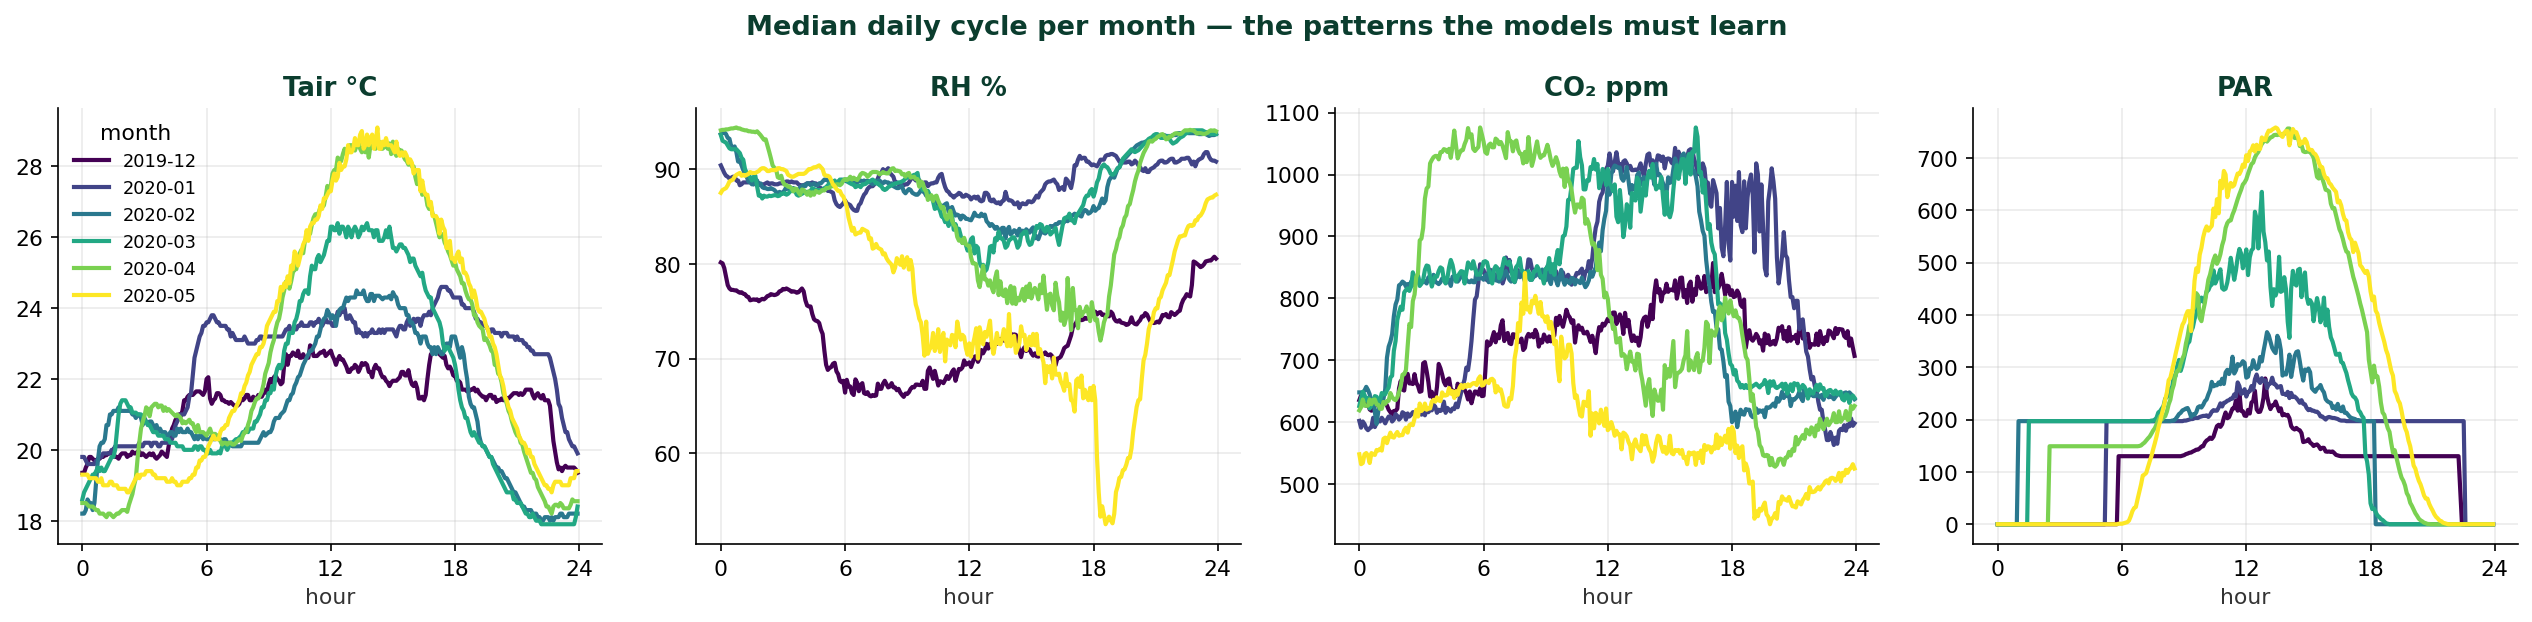 Median daily cycle per month — the patterns the models must learn
Tair °C
28
26
24
22
20
18
0 6 12 18 24
hour
month
2019-12
2020-01
2020-02
2020-03
2020-04
2020-05
RH %
90
80
70
60
0 6 12 18 24
hour
CO₂ ppm
1100
1000
900
800
700
600
500
0 6 12 18 24
hour
PAR
700
600
500
400
300
200
100
0
0 6 12 18 24
hour